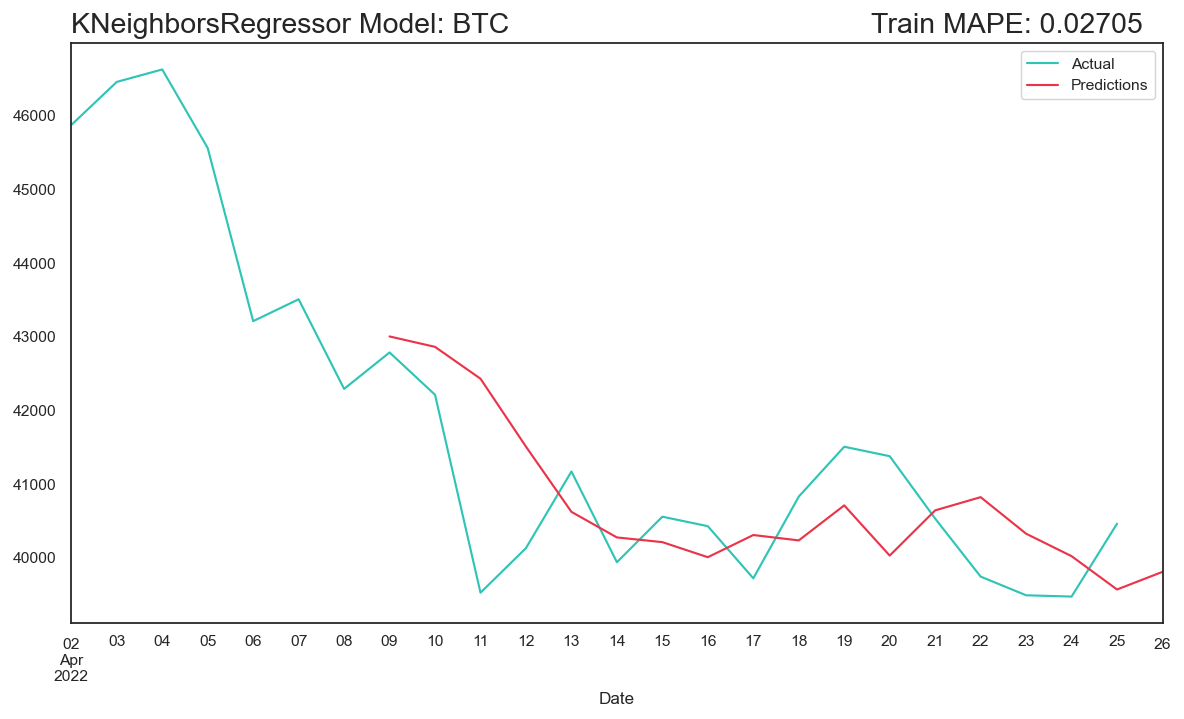 KNeighborsRegressor Model: BTC
Train MAPE: 0.02705
Actual
Predictions
46000
45000
44000
43000
42000
41000
40000
02 03 04 05 06 07 08 09 10 11 12 13 14 15 16 17 18 19 20 21 22 23 24 25 26
Apr
2022
Date